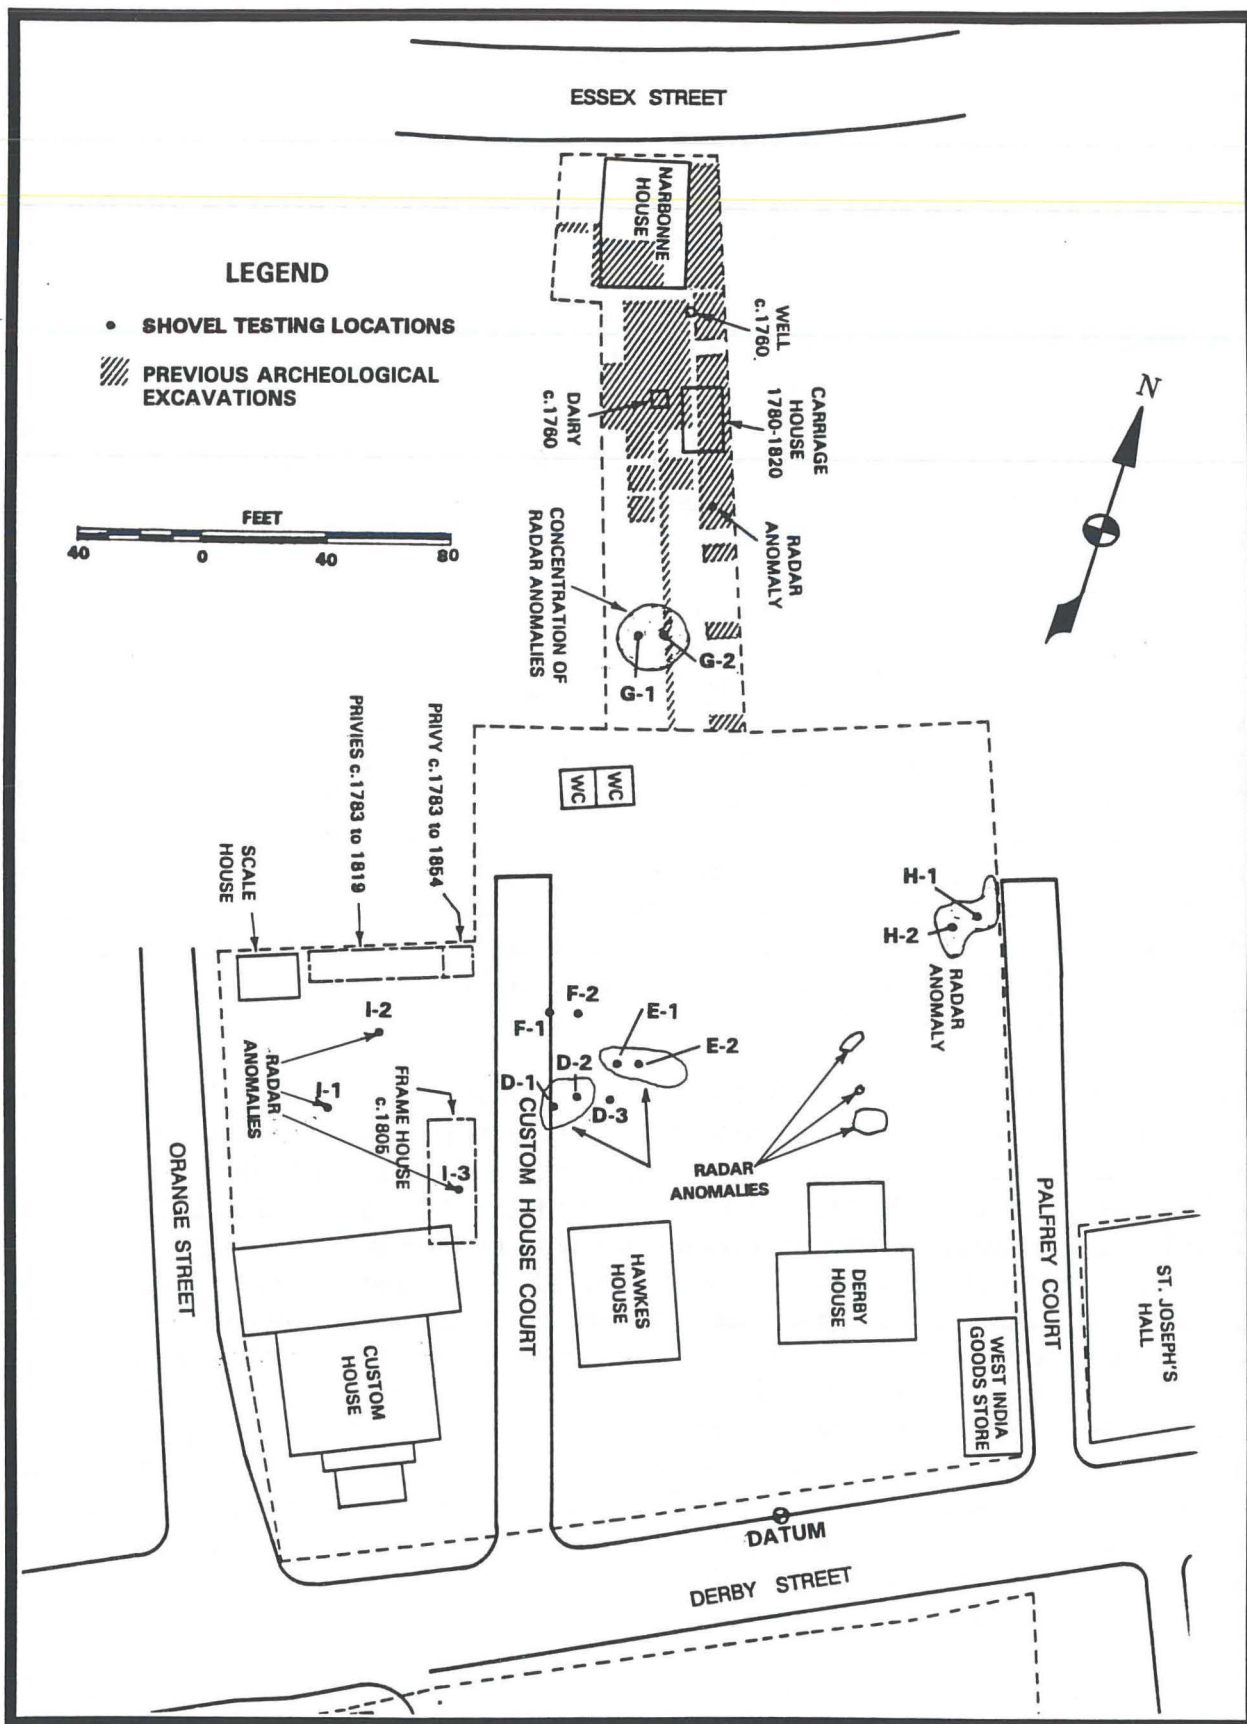 ESSEX STREET
NARBONNE
HOUSE
LEGEND
SHOVEL TESTING LOCATIONS
PREVIOUS ARCHEOLOGICAL
EXCAVATIONS
WELL
c.1760
DAIRY
c.1760
CARRIAGE
HOUSE
1780-1820
N
FEET
40
0
40
80
CONCENTRATION OF
RADAR ANOMALIES
RADAR
ANOMALY
G-2
G-1
PRIVIES c.1783 to 1819
PRIVY c.1783 to 1854
WC
WC
SCALE
HOUSE
H-1
H-2
RADAR
ANOMALY
I-2
F-2
F-1
E-1
E-2
D-2
D-1
D-3
RADAR
ANOMALIES
I-1
FRAME HOUSE
c.1805
I-3
RADAR
ANOMALIES
ORANGE STREET
CUSTOM HOUSE COURT
PALFREY COURT
HAWKES
HOUSE
DERBY
HOUSE
ST. JOSEPH'S
HALL
CUSTOM
HOUSE
WEST INDIA
GOODS STORE
DATUM
DERBY STREET